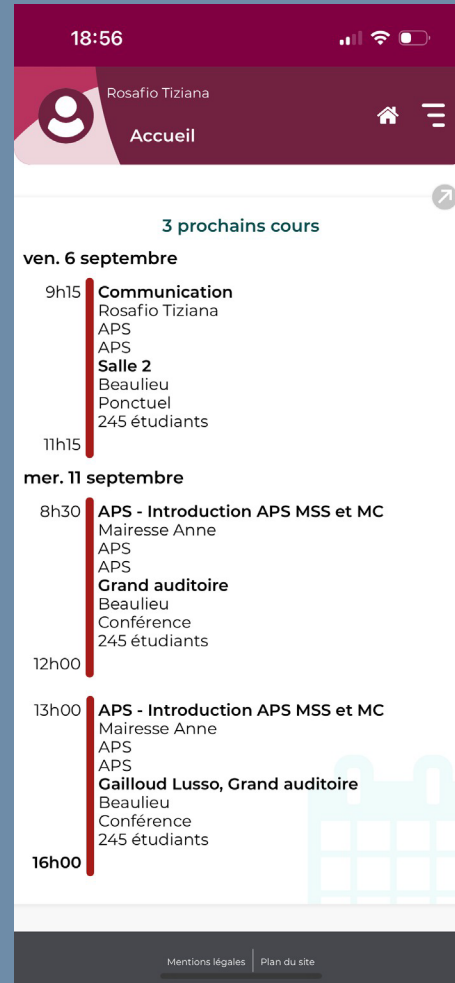 18:56
Rosafio Tiziana
Accueil
3 prochains cours
ven. 6 septembre
9h15
Communication
Rosafio Tiziana
APS
APS
Salle 2
Beaulieu
Ponctuel
245 étudiants
11h15
mer. 11 septembre
8h30
APS - Introduction APS MSS et MC
Mairesse Anne
APS
APS
Grand auditoire
Beaulieu
Conférence
245 étudiants
12h00
13h00
APS - Introduction APS MSS et MC
Mairesse Anne
APS
APS
Gailloud Lusso, Grand auditoire
Beaulieu
Conférence
245 étudiants
16h00
Mentions légales
Plan du site